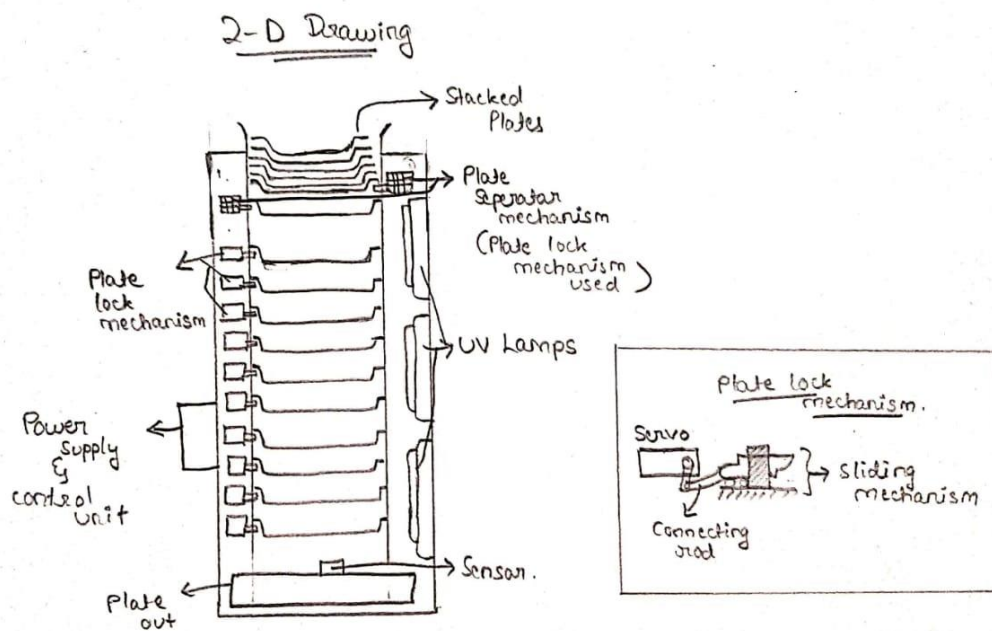 2-D Drawing
Stacked
Plates
Plate
Seperator
mechanism
(Plate lock
mechanism
used)
Plate
lock
mechanism
UV Lamps
Power
supply
&
control
unit
Sensor.
Plate
out
Plate lock
mechanism.
Servo
Sliding
mechanism
Connecting
rod